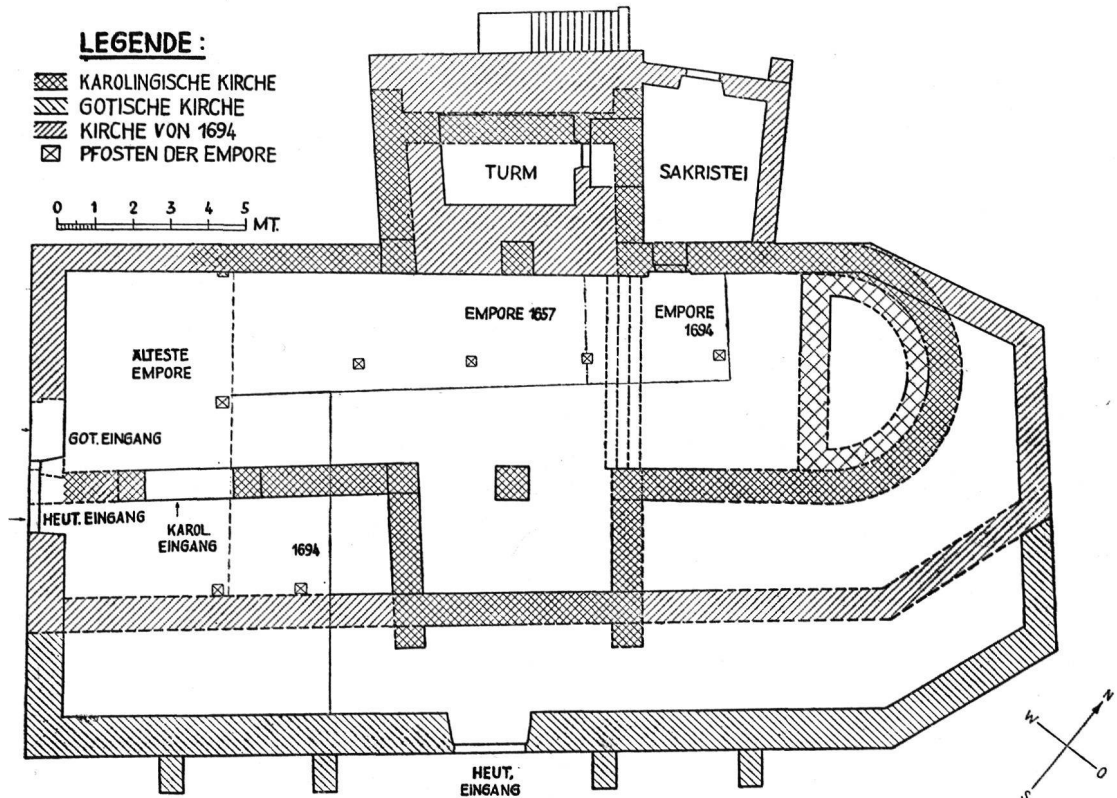 LEGENDE:
KAROLINGISCHE KIRCHE
GOTISCHE KIRCHE
KIRCHE VON 1694
PFOSTEN DER EMPORE
0 1 2 3 4 5 MT.
TURM
SAKRISTEI
EMPORE 1657
EMPORE
1694
ÄLTESTE
EMPORE
GOT. EINGANG
HEUT. EINGANG
KAROL.
EINGANG
1694
HEUT.
EINGANG
N
W
O
S